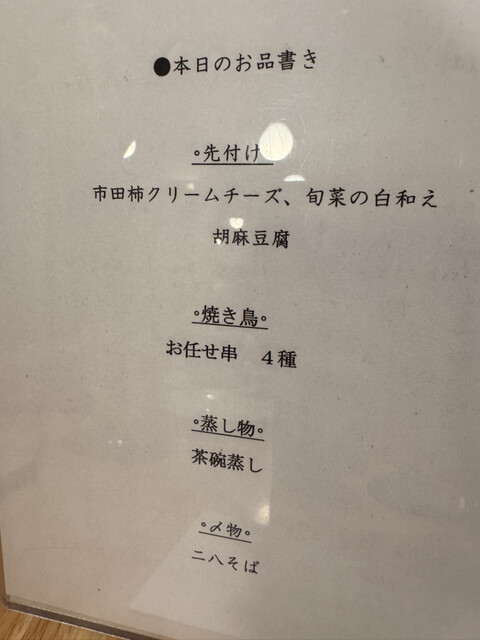 ●本日のお品書き
◦先付け◦
市田柿クリームチーズ、旬菜の白和え
胡麻豆腐
◦焼き鳥◦
お任せ串　４種
◦蒸し物◦
茶碗蒸し
◦〆物◦
二八そば